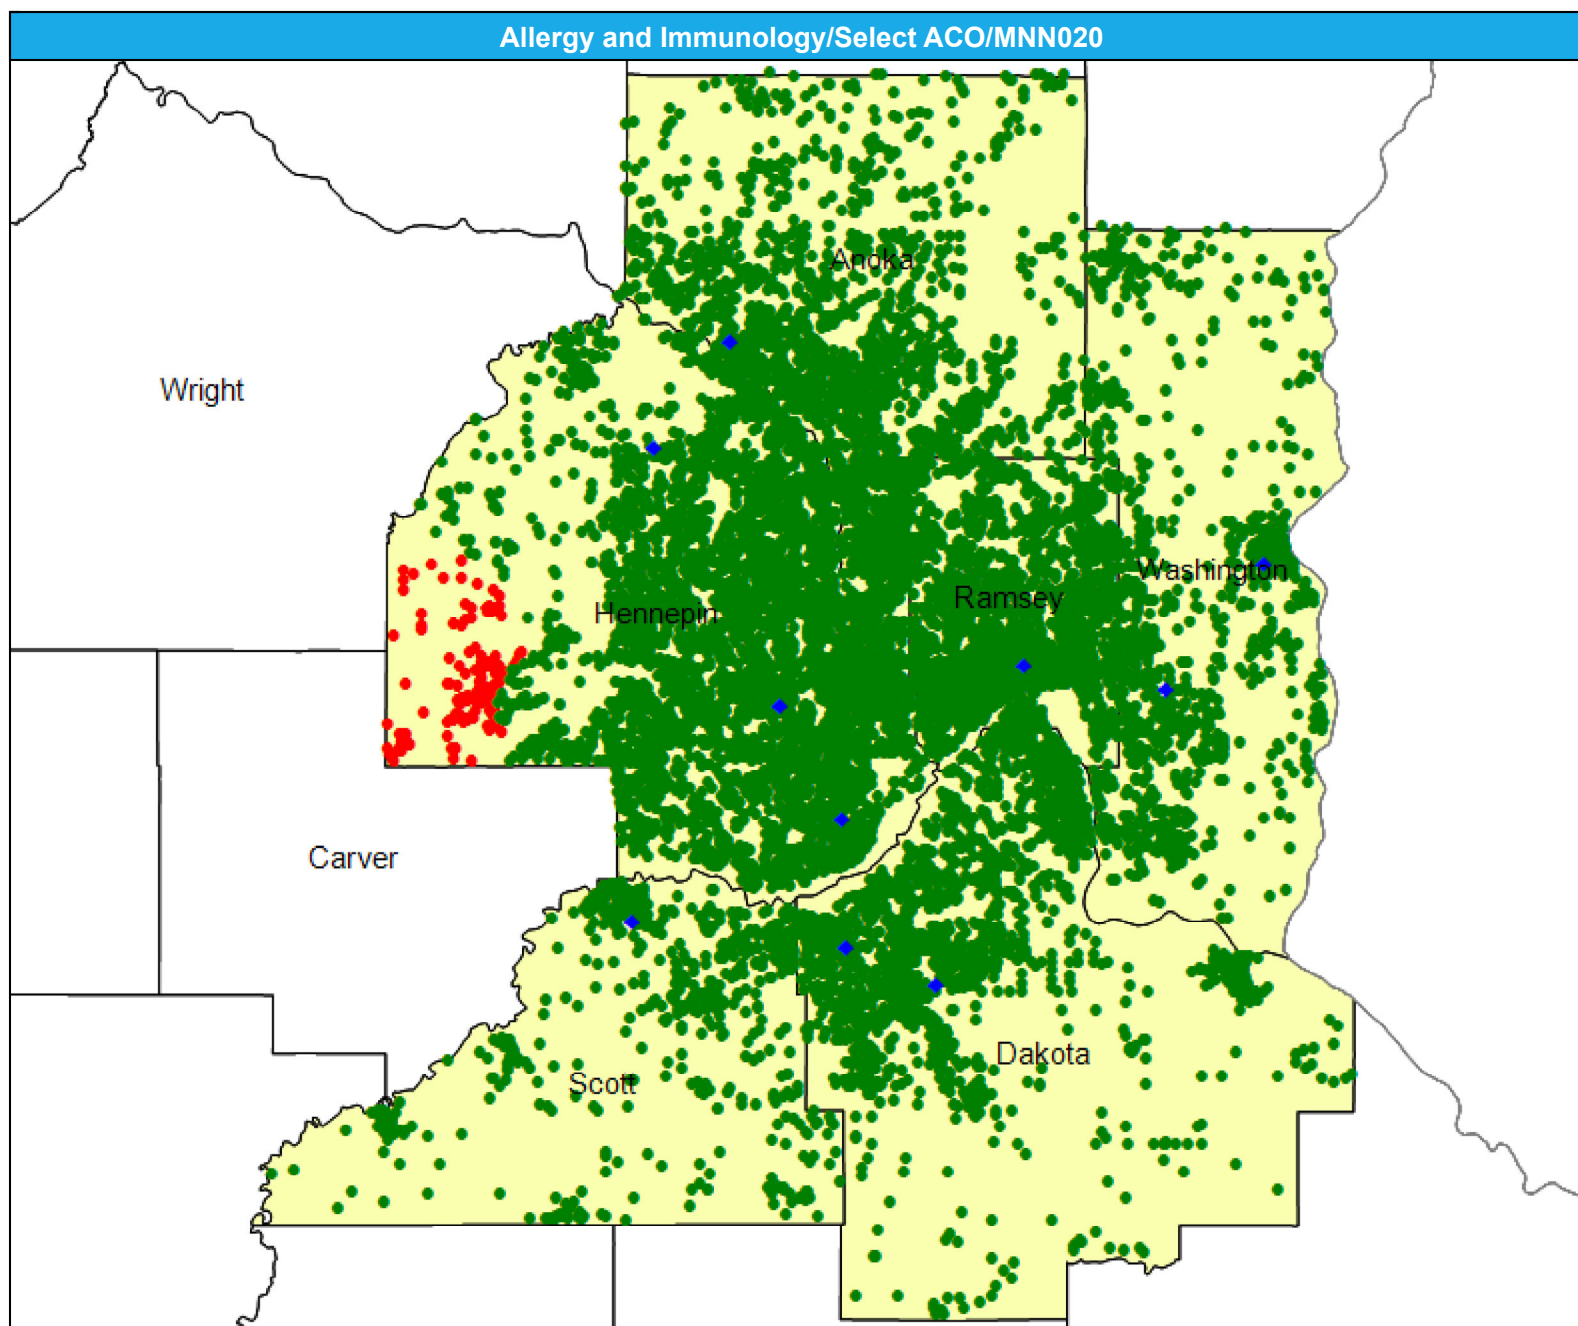 Allergy and Immunology/Select ACO/MNN020
Anoka
Wright
Washington
Ramsey
Hennepin
Carver
Dakota
Scott